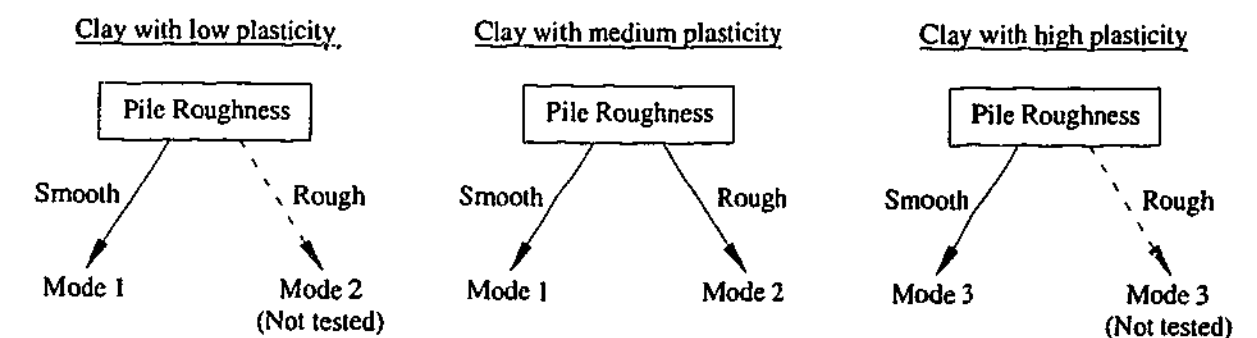 Clay with low plasticity
Pile Roughness
Smooth
Rough
Mode 1
Mode 2
(Not tested)
Clay with medium plasticity
Pile Roughness
Smooth
Rough
Mode 1
Mode 2
Clay with high plasticity
Pile Roughness
Smooth
Rough
Mode 3
Mode 3
(Not tested)